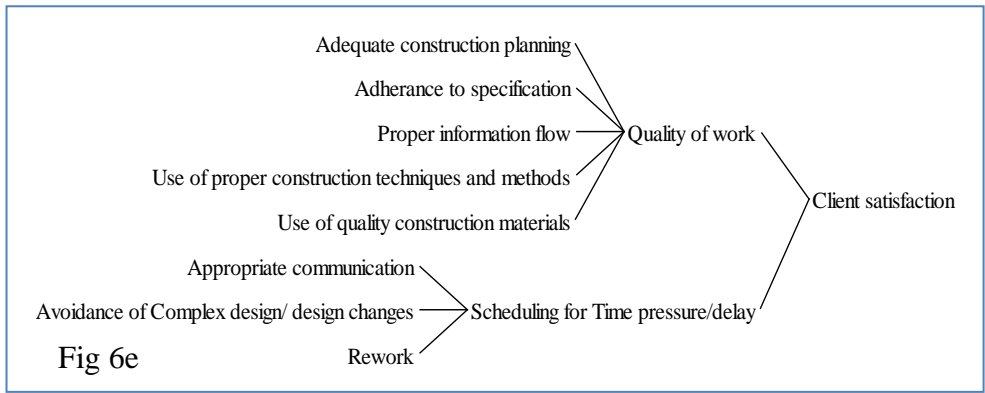 Adequate construction planning
Adherance to specification
Proper information flow
Quality of work
Use of proper construction techniques and methods
Client satisfaction
Use of quality construction materials
Appropriate communication
Avoidance of Complex design/ design changes
Scheduling for Time pressure/delay
Rework
Fig 6e